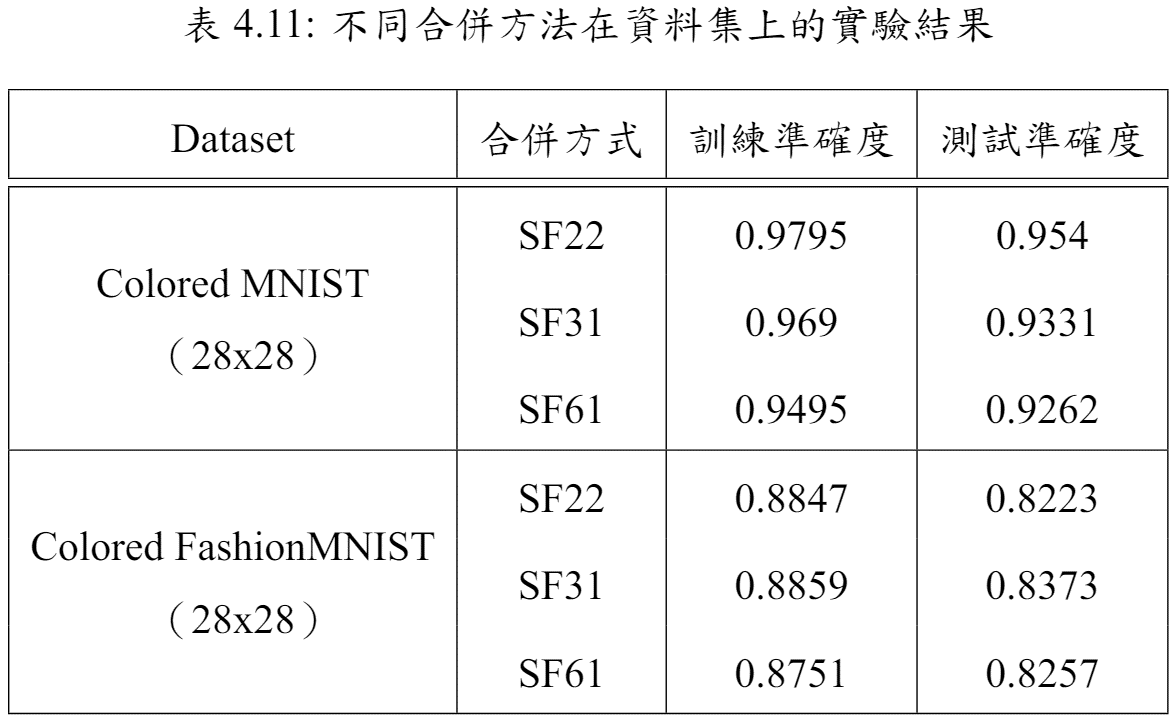 表 4.11: 不同合併方法在資料集上的實驗結果
Dataset 合併方式 訓練準確度 測試準確度
Colored MNIST
（28x28）
SF22 0.9795 0.954
SF31 0.969 0.9331
SF61 0.9495 0.9262
Colored FashionMNIST
（28x28）
SF22 0.8847 0.8223
SF31 0.8859 0.8373
SF61 0.8751 0.8257